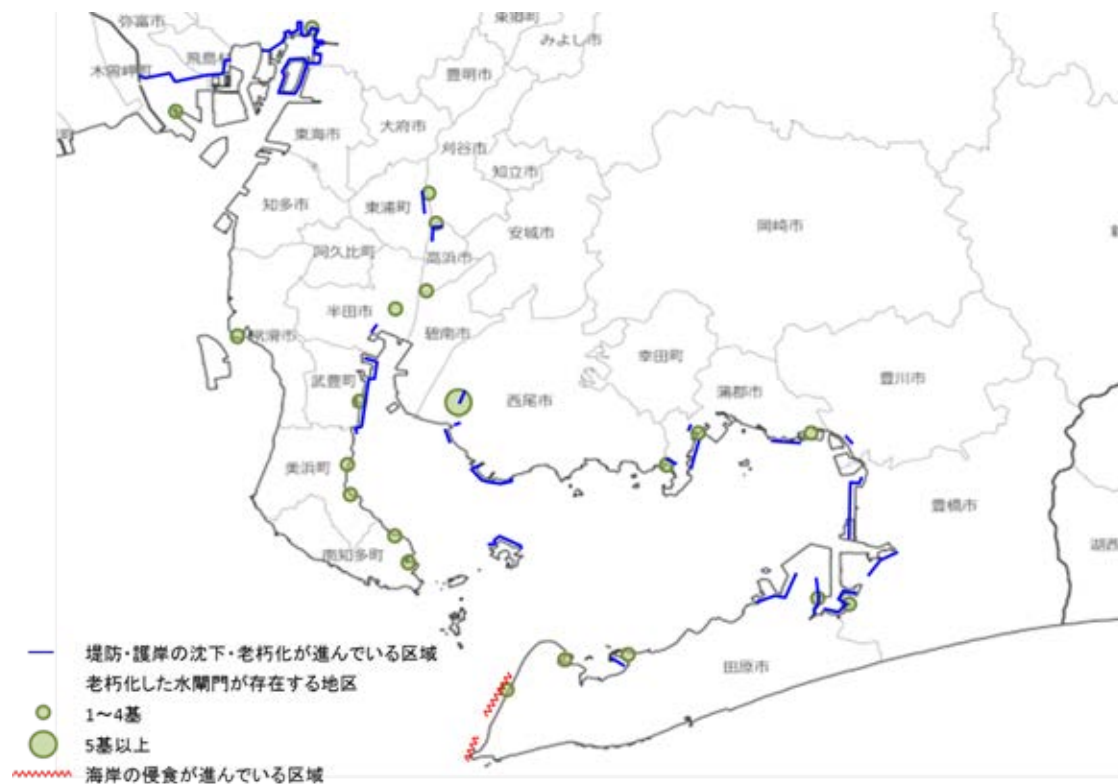 弥富市
東郷町
みよし市
飛島村
豊明市
木曽岬町
大府市
東海市
刈谷市
知立市
知多市
東浦町
岡崎市
安城市
阿久比町
高浜市
半田市
常滑市
碧南市
幸田町
豊川市
武豊町
蒲郡市
西尾市
美浜町
豊橋市
湖西
南知多町
田原市
堤防・護岸の沈下・老朽化が進んでいる区域
老朽化した水閘門が存在する地区
1～4基
5基以上
海岸の侵食が進んでいる区域